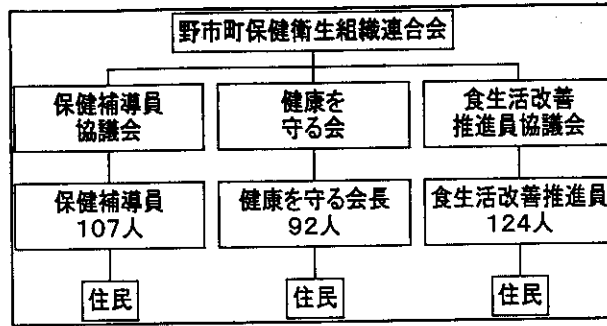 野市町保健衛生組織連合会
保健補導員
協議会
健康を
守る会
食生活改善
推進員協議会
保健補導員
107人
健康を守る会長
92人
食生活改善推進員
124人
住民
住民
住民